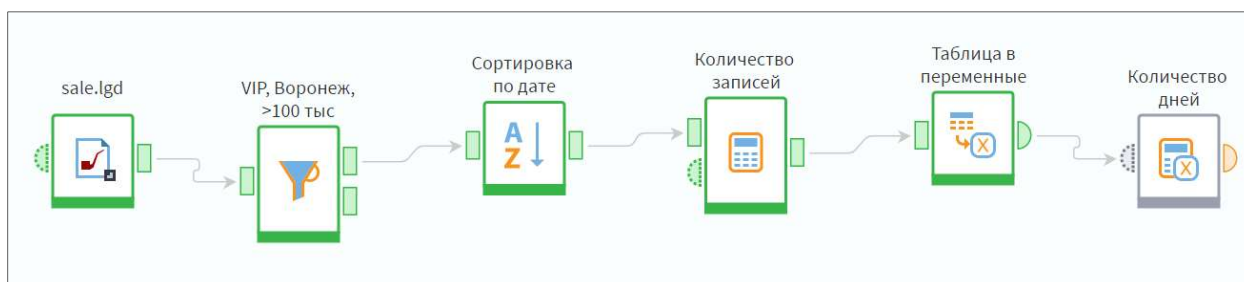 sale.lgd
VIP, Воронеж,
>100 тыс
Сортировка
по дате
A
Z
Количество
записей
Таблица в
переменные
X
Количество
дней
X